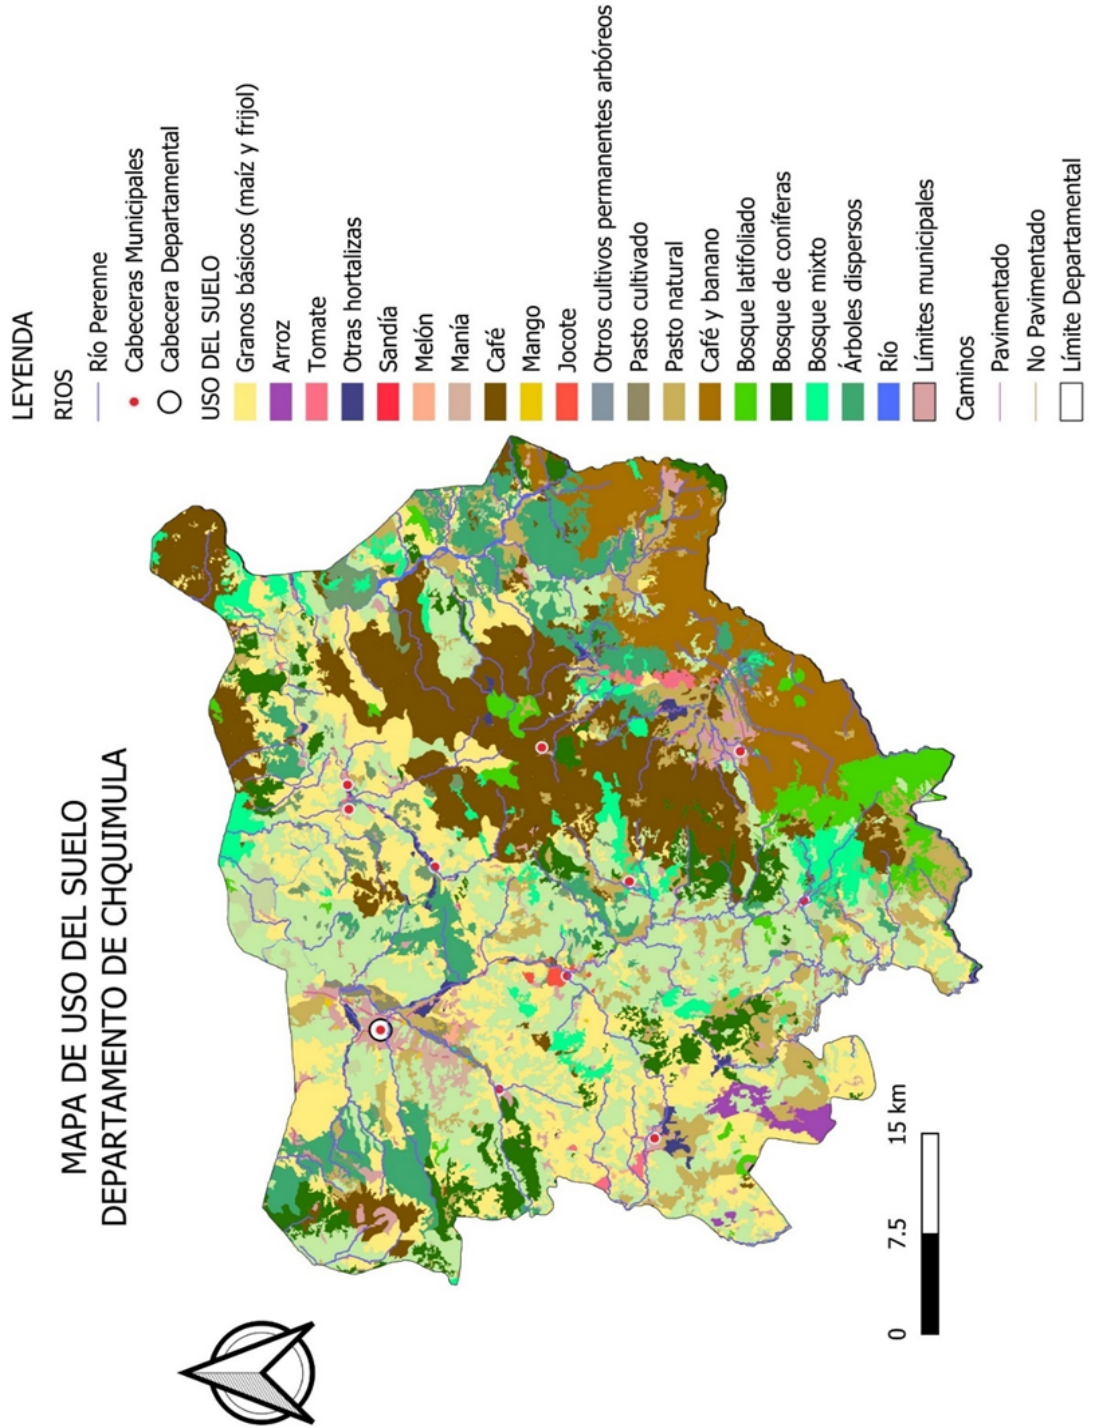 MAPA DE USO DEL SUELO
DEPARTAMENTO DE CHQUIMULA
LEYENDA
RIOS
Río Perenne
Cabeceras Municipales
Cabecera Departamental
USO DEL SUELO
Granos básicos (maíz y frijol)
Arroz
Tomate
Otras hortalizas
Sandía
Melón
Manía
Café
Mango
Jocote
Otros cultivos permanentes arbóreos
Pasto cultivado
Pasto natural
Café y banano
Bosque latifoliado
Bosque de coníferas
Bosque mixto
Árboles dispersos
Río
Límites municipales
Caminos
Pavimentado
No Pavimentado
Límite Departamental
0 7.5 15 km